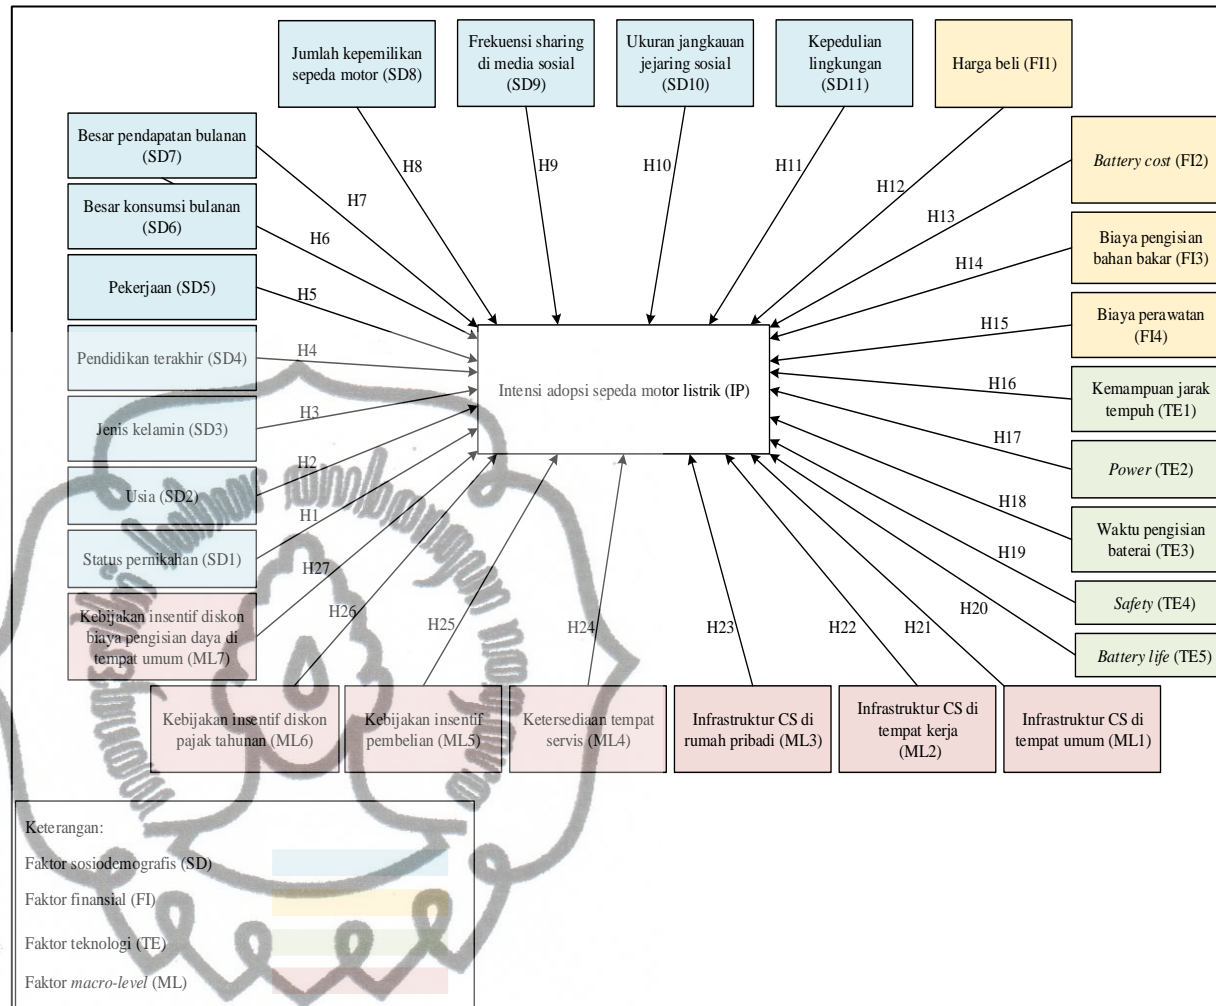 Jumlah kepemilikan
sepeda motor (SD8)
Frekuensi sharing
di media sosial
(SD9)
Ukuran jangkauan
jejaring sosial
(SD10)
Kepedulian
lingkungan
(SD11)
Harga beli (FI1)
Besar pendapatan bulanan
(SD7)
Besar konsumsi bulanan
(SD6)
Pekerjaan (SD5)
Pendidikan terakhir (SD4)
Jenis kelamin (SD3)
Usia (SD2)
Status pernikahan (SD1)
Kebijakan insentif diskon
biaya pengisian daya di
tempat umum (ML7)
H8
H9
H10
H11
H12
H7
H6
H5
H4
H3
H2
H1
H27
H26
H25
H24
H23
H22
H21
H20
H13
H14
H15
H16
H17
H18
H19
Intensi adopsi sepeda motor listrik (IP)
Battery cost (FI2)
Biaya pengisian
bahan bakar (FI3)
Biaya perawatan
(FI4)
Kemampuan jarak
tempuh (TE1)
Power (TE2)
Waktu pengisian
baterai (TE3)
Safety (TE4)
Battery life (TE5)
Kebijakan insentif diskon
pajak tahunan (ML6)
Kebijakan insentif
pembelian (ML5)
Ketersediaan tempat
servis (ML4)
Infrastruktur CS di
rumah pribadi (ML3)
Infrastruktur CS di
tempat kerja
(ML2)
Infrastruktur CS di
tempat umum (ML1)
Keterangan:
Faktor sosiodemografis (SD)
Faktor finansial (FI)
Faktor teknologi (TE)
Faktor macro-level (ML)